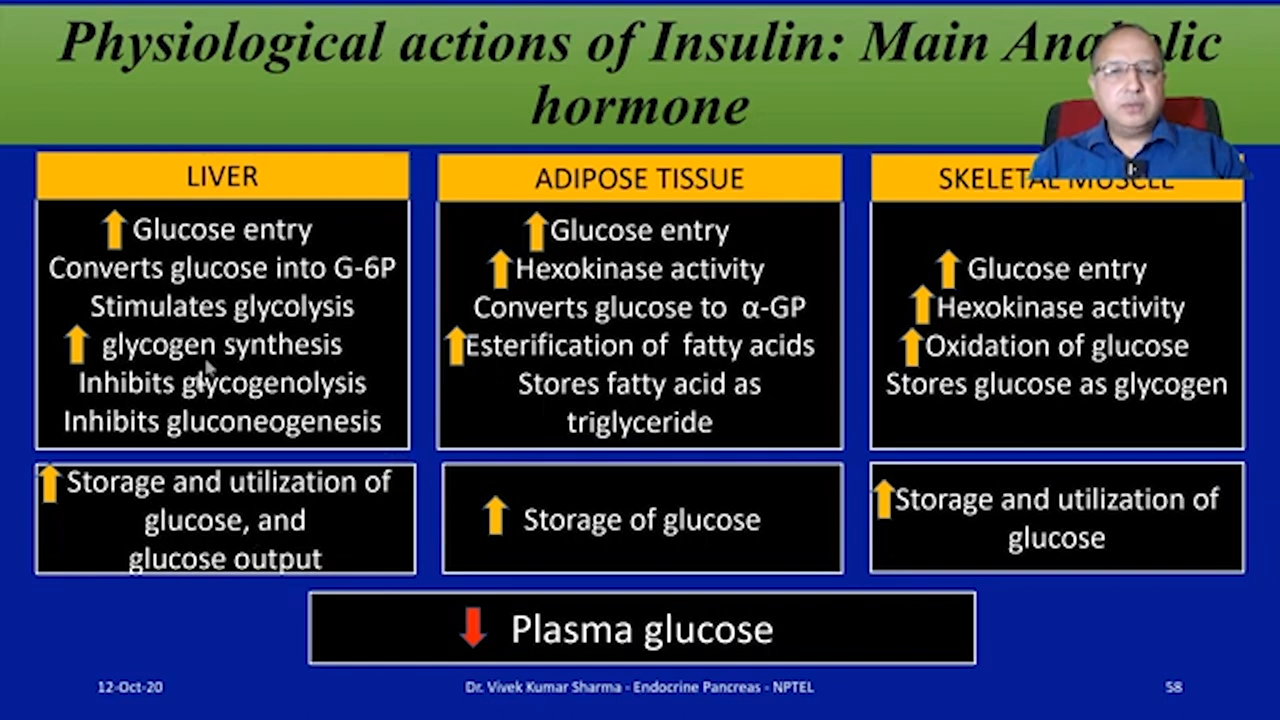 Physiological actions of Insulin: Main
hormone
LIVER
Glucose entry
Converts glucose into G-6P
Stimulates glycolysis
glycogen synthesis
Inhibits glycogenolysis
Inhibits gluconeogenesis
Storage and utilization of
glucose, and
glucose output
ADIPOSE TISSUE
Glucose entry
Hexokinase activity
Converts glucose to α-GP
Esterification of fatty acids
Stores fatty acid as
triglyceride
Storage of glucose
SKELETAL MUSCLE
Glucose entry
Hexokinase activity
Oxidation of glucose
Stores glucose as glycogen
Storage and utilization of
glucose
Plasma glucose
12-Oct-20
Dr. Vivek Kumar Sharma - Endocrine Pancreas - NPTEL
58